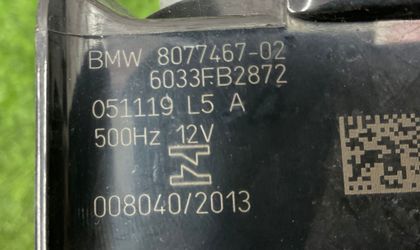 BMW 8077467-02
6033FB2872
051119 L5 A
500Hz 12V
008040/2013